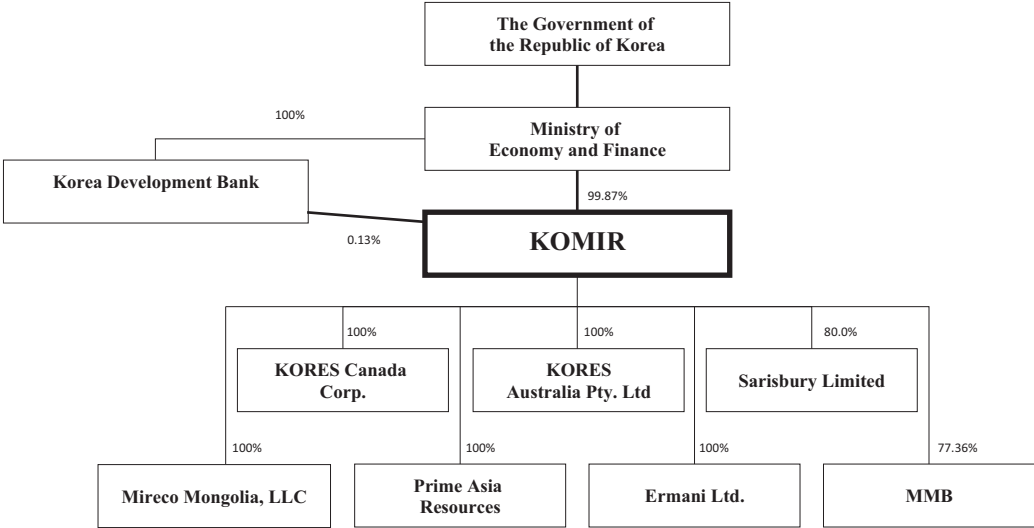 The Government of
the Republic of Korea
100%
Ministry of
Economy and Finance
Korea Development Bank
99.87%
0.13%
KOMIR
100%
100%
80.0%
KORES Canada
Corp.
KORES
Australia Pty. Ltd
Sarisbury Limited
100%
100%
100%
77.36%
Mireco Mongolia, LLC
Prime Asia
Resources
Ermani Ltd.
MMB